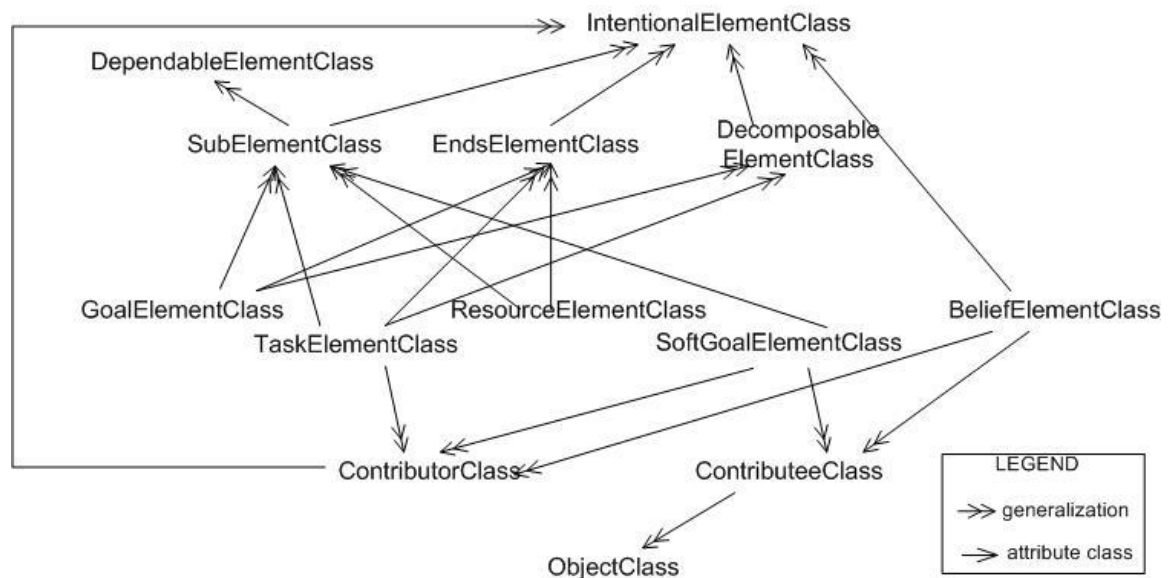 IntentionalElementClass
DependableElementClass
SubElementClass
EndsElementClass
Decomposable
ElementClass
GoalElementClass
ResourceElementClass
BeliefElementClass
TaskElementClass
SoftGoalElementClass
ContributorClass
ContributeeClass
LEGEND
generalization
attribute class
ObjectClass